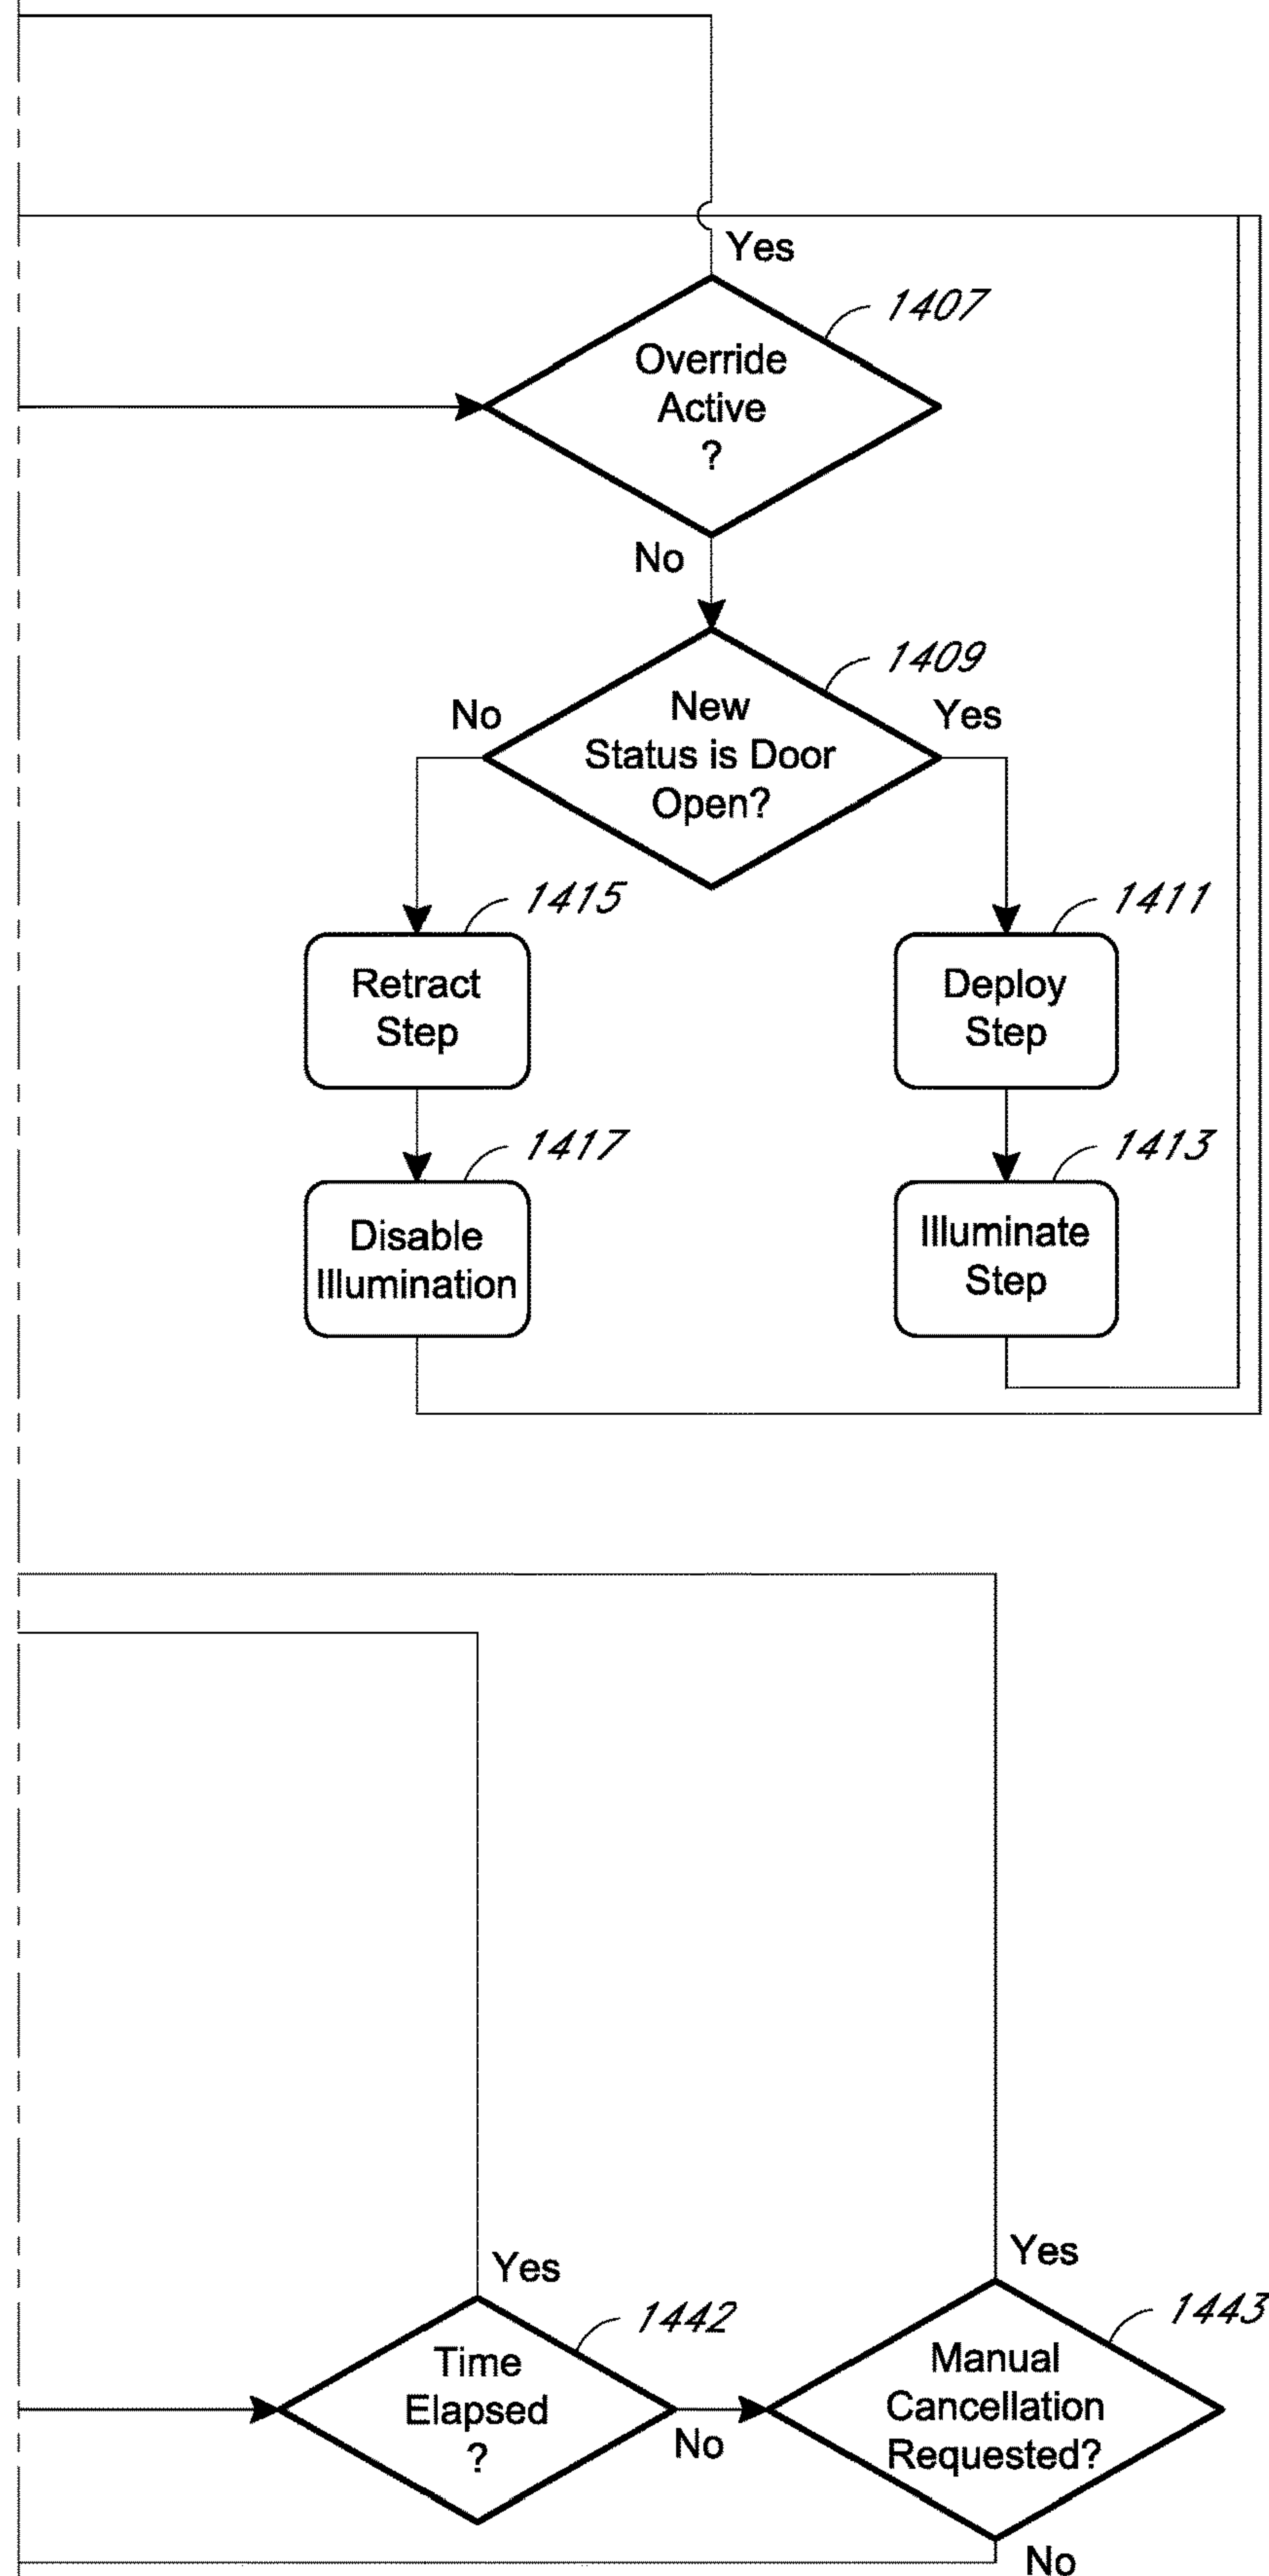 Yes
1407
Override
Active
?
No
1409
New
Status is Door
Open?
No
Yes
1415
1411
Retract
Step
Deploy
Step
1417
1413
Disable
Illumination
Illuminate
Step
Yes
Yes
1442
1443
Time
Elapsed
?
No
Manual
Cancellation
Requested?
No